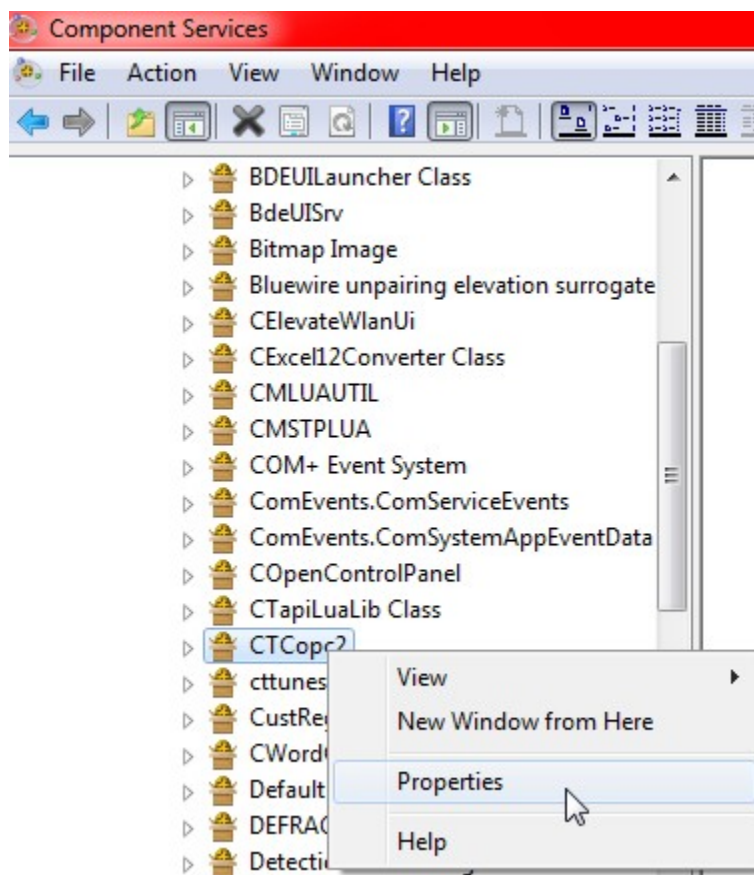 Component Services
File Action View Window Help
BDEUILauncher Class
BdeUISrv
Bitmap Image
Bluewire unpairing elevation surrogate
CElevateWlanUi
CExcel12Converter Class
CMLUAUTIL
CMSTPLUA
COM+ Event System
ComEvents.ComServiceEvents
ComEvents.ComSystemAppEventData
COpenControlPanel
CTapiLuaLib Class
CTCopc2
cttunes
View
New Window from Here
Default
Properties
Help